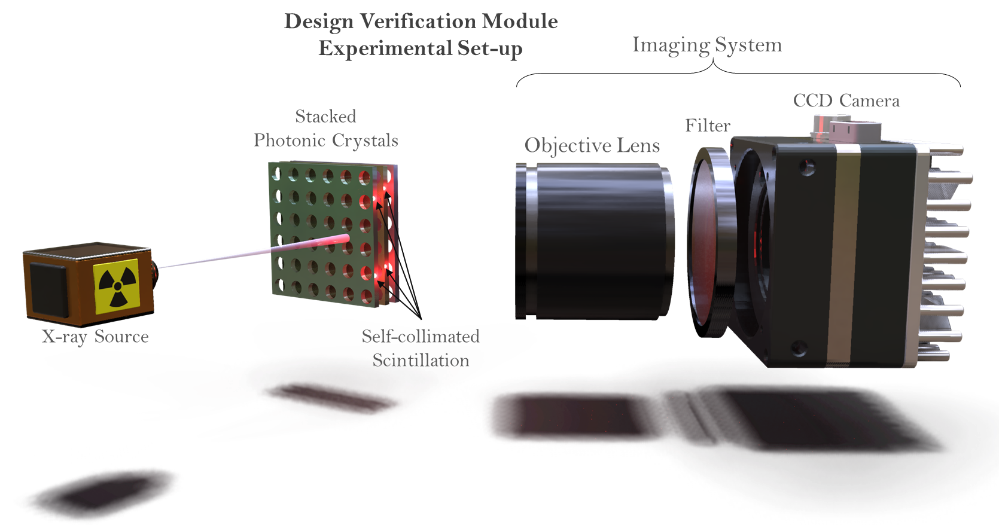 Design Verification Module
Experimental Set-up
Imaging System
CCD Camera
Stacked
Photonic Crystals
Filter
Objective Lens
X-ray Source
Self-collimated
Scintillation